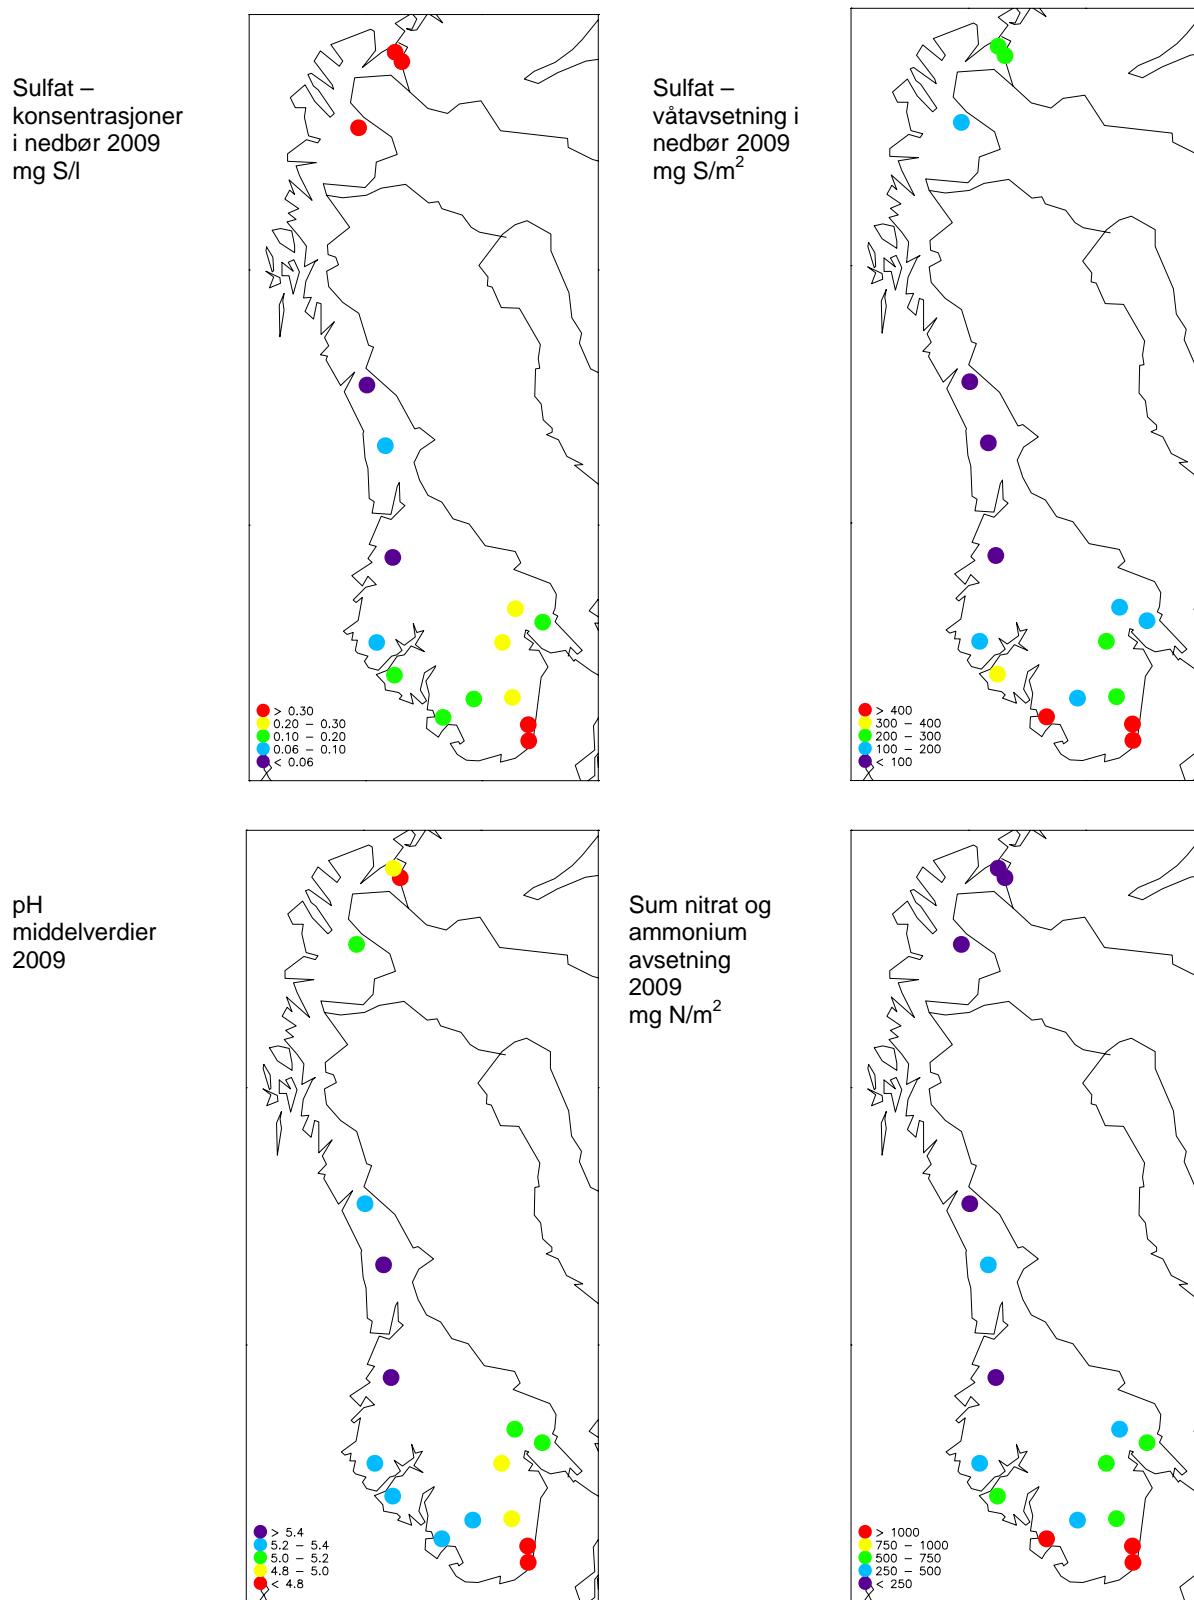 Sulfat –
konsentrasjoner
i nedbør 2009
mg S/l
> 0.30
0.20 – 0.30
0.10 – 0.20
0.06 – 0.10
< 0.06
Sulfat –
våtavsetning i
nedbør 2009
mg S/m²
> 400
300 – 400
200 – 300
100 – 200
< 100
pH
middelverdier
2009
> 5.4
5.2 – 5.4
5.0 – 5.2
4.8 – 5.0
< 4.8
Sum nitrat og
ammonium
avsetning
2009
mg N/m²
> 1000
750 – 1000
500 – 750
250 – 500
< 250